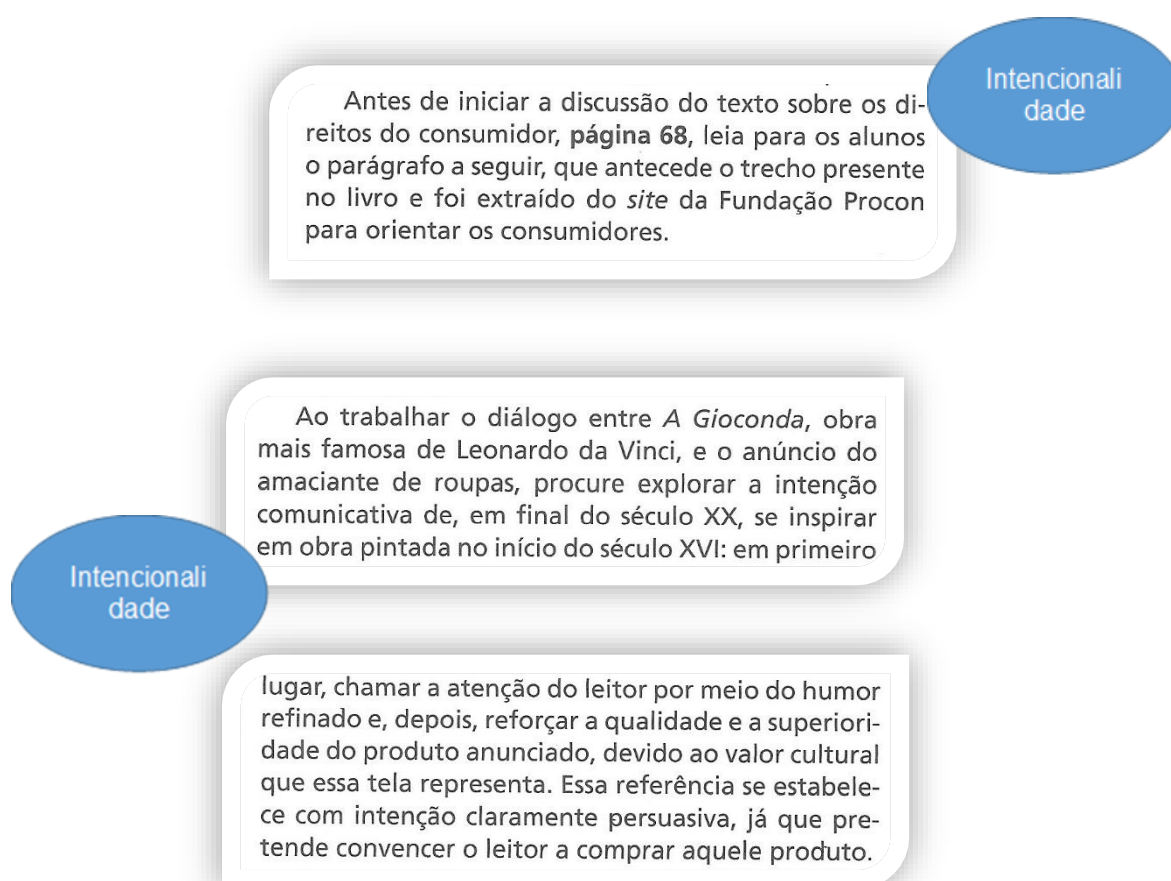 Intencionali
dade
Antes de iniciar a discussão do texto sobre os di-
reitos do consumidor, página 68, leia para os alunos
o parágrafo a seguir, que antecede o trecho presente
no livro e foi extraído do site da Fundação Procon
para orientar os consumidores.
Ao trabalhar o diálogo entre A Gioconda, obra
mais famosa de Leonardo da Vinci, e o anúncio do
amaciante de roupas, procure explorar a intenção
comunicativa de, em final do século XX, se inspirar
em obra pintada no início do século XVI: em primeiro
Intencionali
dade
lugar, chamar a atenção do leitor por meio do humor
refinado e, depois, reforçar a qualidade e a superiori-
dade do produto anunciado, devido ao valor cultural
que essa tela representa. Essa referência se estabele-
ce com intenção claramente persuasiva, já que pre-
tende convencer o leitor a comprar aquele produto.